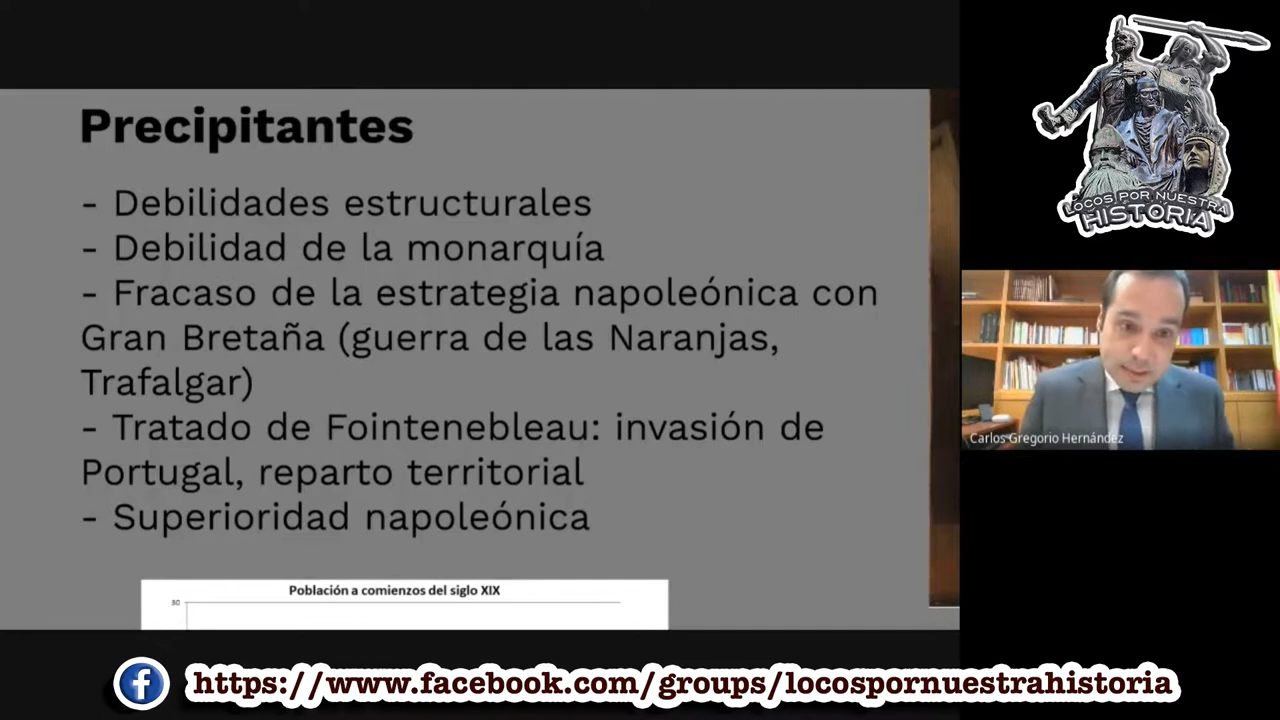 Precipitantes
- Debilidades estructurales
- Debilidad de la monarquía
- Fracaso de la estrategia napoleónica con
Gran Bretaña (guerra de las Naranjas,
Trafalgar)
- Tratado de Fointenebleau: invasión de
Portugal, reparto territorial
- Superioridad napoleónica
Población a comienzos del siglo XIX
30
LOCOS POR NUESTRA
HISTORIA
Carlos Gregorio Hernández
https://www.facebook.com/groups/locospornuestrahistoria